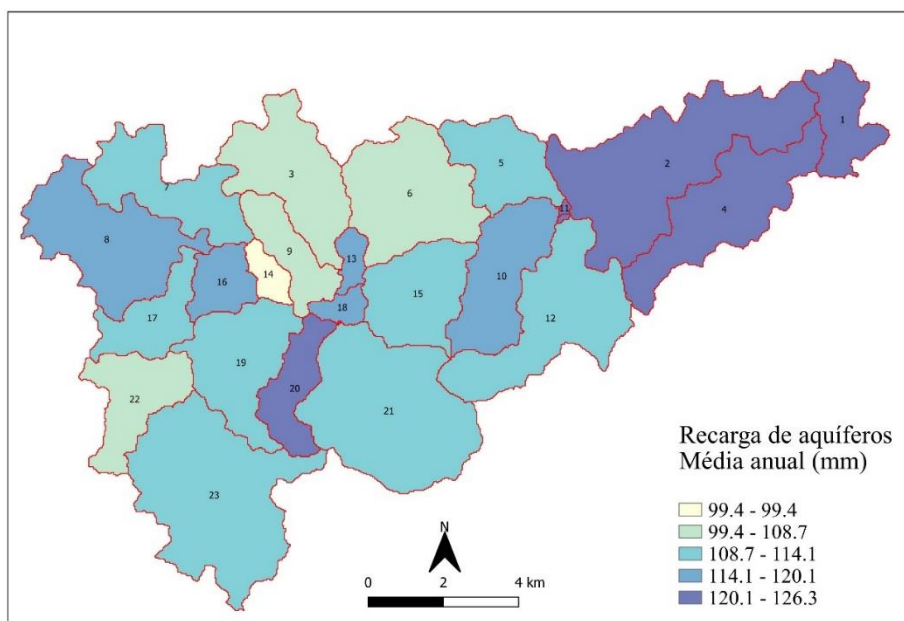 1
2
3
5
6
4
7
11
8
9
13
10
16
14
15
18
17
12
19
20
22
21
23
Recarga de aquíferos
Média anual (mm)
99.4 - 99.4
99.4 - 108.7
108.7 - 114.1
114.1 - 120.1
120.1 - 126.3
N
0 2 4 km